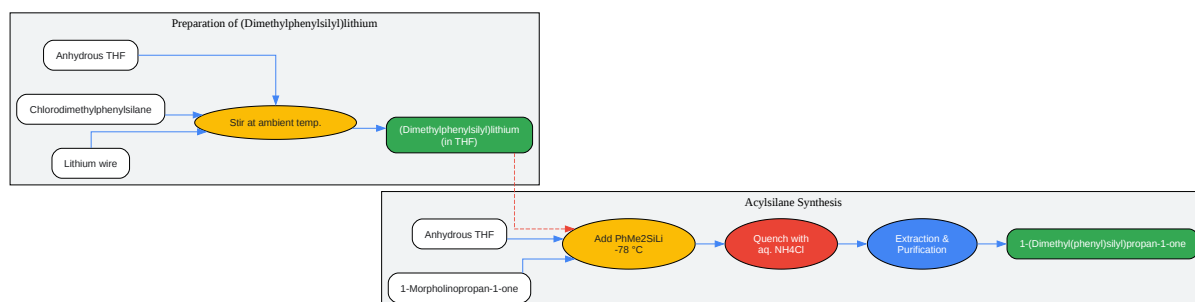 Preparation of (Dimethylphenylsilyl)lithium
Anhydrous THF
Chlorodimethylphenylsilane
Stir at ambient temp.
(Dimethylphenylsilyl)lithium
(in THF)
Lithium wire
Acylsilane Synthesis
Anhydrous THF
Add PhMe2SiLi
-78 °C
Quench with
aq. NH4Cl
Extraction &
Purification
1-(Dimethyl(phenyl)silyl)propan-1-one
1-Morpholinopropan-1-one